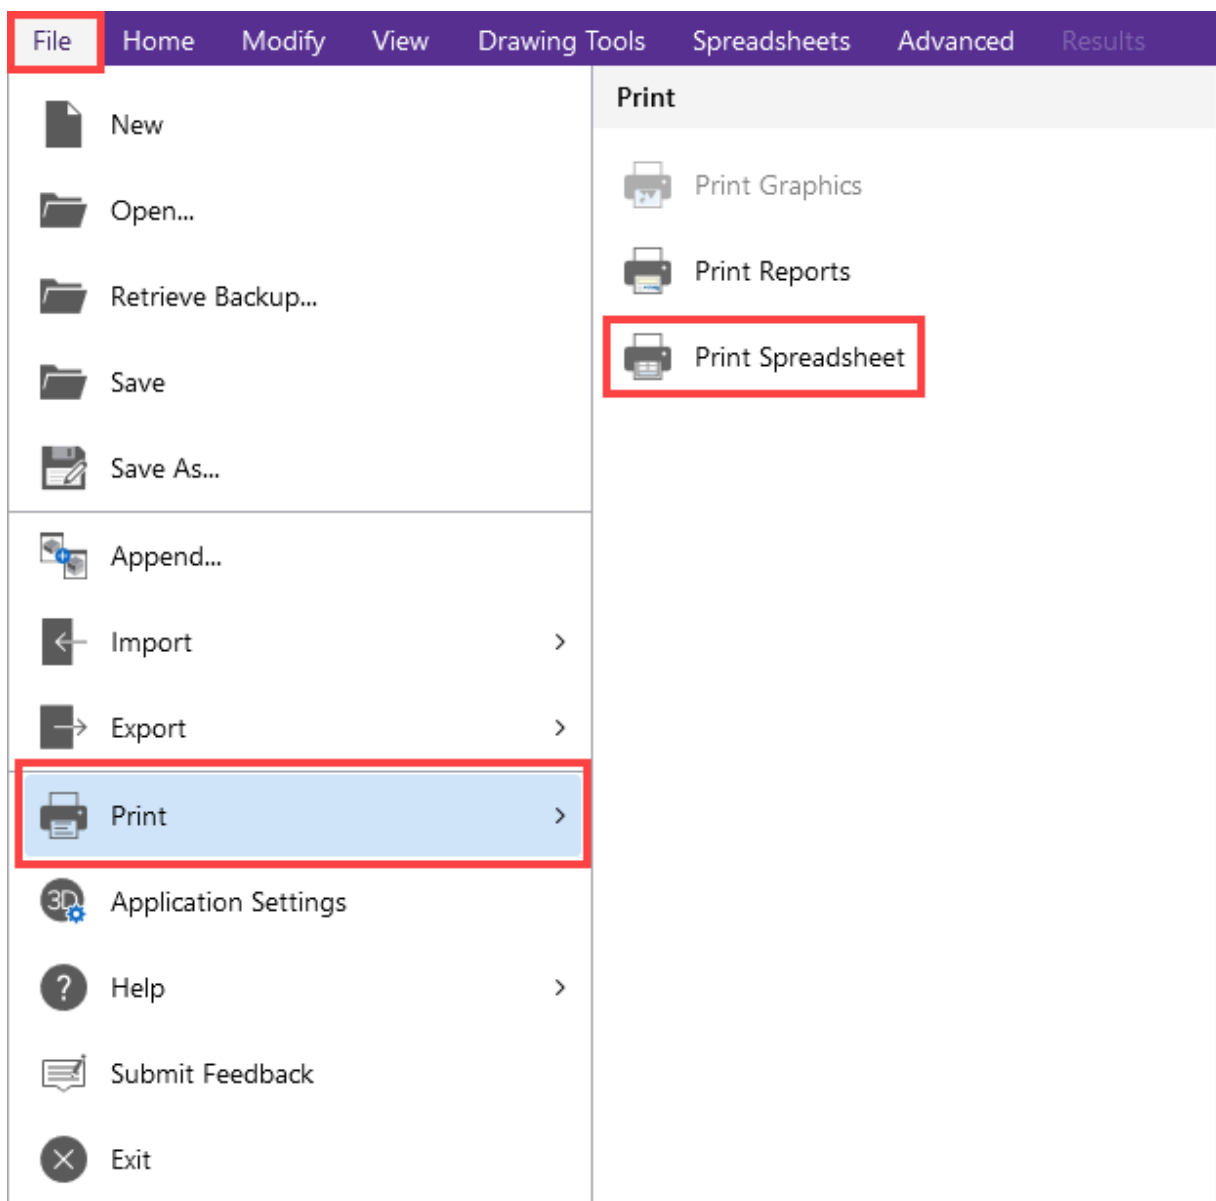 File Home Modify View Drawing Tools Spreadsheets Advanced Results
New
Open...
Retrieve Backup...
Save
Save As...
Append...
Import
Export
Print
3D Application Settings
? Help
Submit Feedback
Exit
Print
Print Graphics
Print Reports
Print Spreadsheet